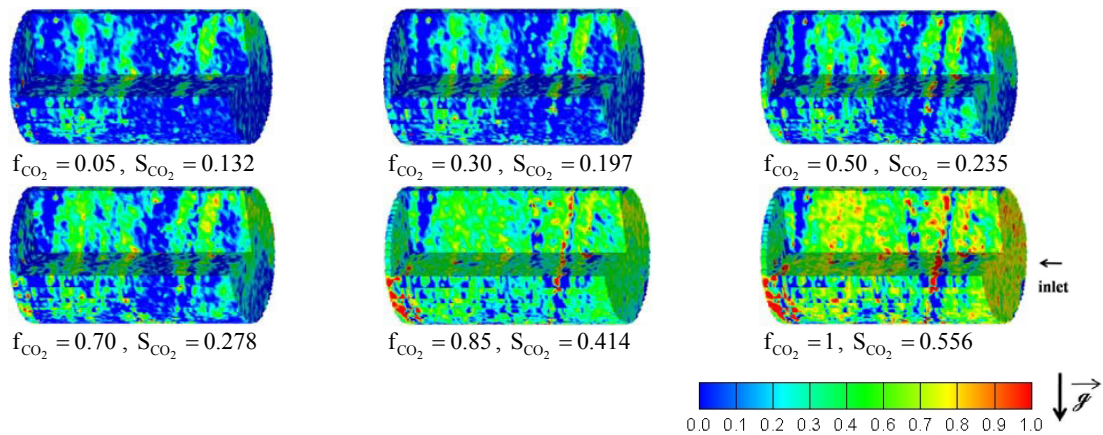 f_CO₂ = 0.05 , S_CO₂ = 0.132
f_CO₂ = 0.30 , S_CO₂ = 0.197
f_CO₂ = 0.50 , S_CO₂ = 0.235
inlet
f_CO₂ = 0.70 , S_CO₂ = 0.278
f_CO₂ = 0.85 , S_CO₂ = 0.414
f_CO₂ = 1, S_CO₂ = 0.556
g
0.0 0.1 0.2 0.3 0.4 0.5 0.6 0.7 0.8 0.9 1.0